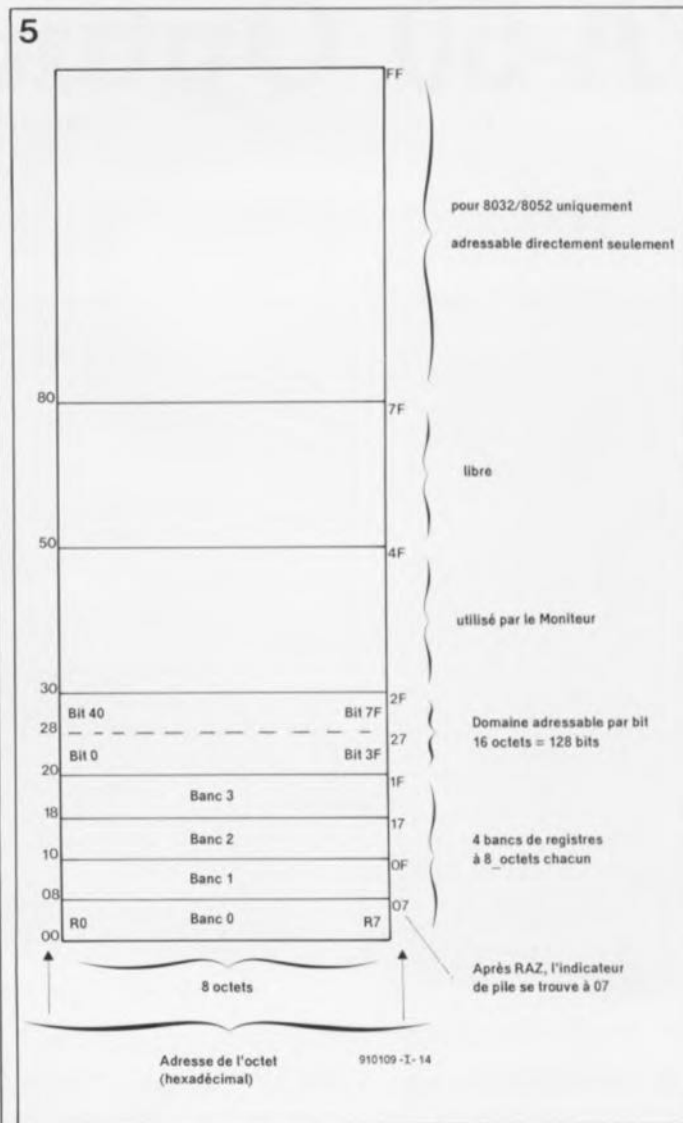 5
FF
pour 8032/8052 uniquement
adressable directement seulement
80
7F
libre
50
4F
utilisé par le Moniteur
30
2F
Bit 40
Bit 7F
28
27
Domaine adressable par bit
16 octets = 128 bits
Bit 0
Bit 3F
20
1F
Banc 3
18
17
Banc 2
4 bancs de registres
à 8_octets chacun
10
0F
Banc 1
08
07
R0
Banc 0
R7
00
8 octets
Après RAZ, l'indicateur
de pile se trouve à 07
Adresse de l'octet
(hexadécimal)
910109 -I- 14